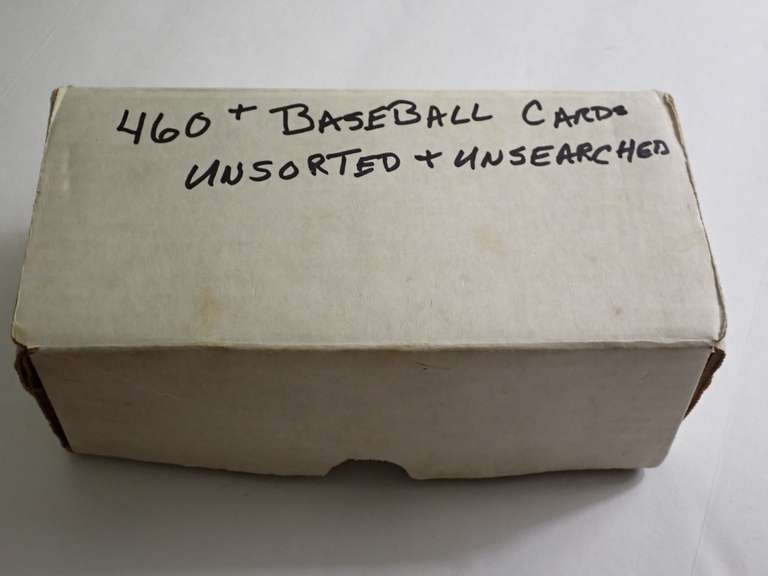 460+ BASEBALL CARDS
UNSORTED + UNSEARCHED